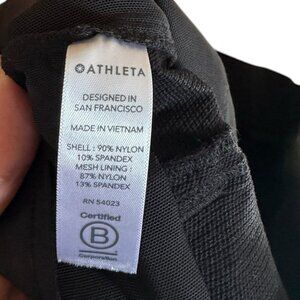 ATHLETA
DESIGNED IN
SAN FRANCISCO
MADE IN VIETNAM
SHELL : 90% NYLON
10% SPANDEX
MESH LINING :
87% NYLON
13% SPANDEX
RN 54023
Certified
B
Corporation